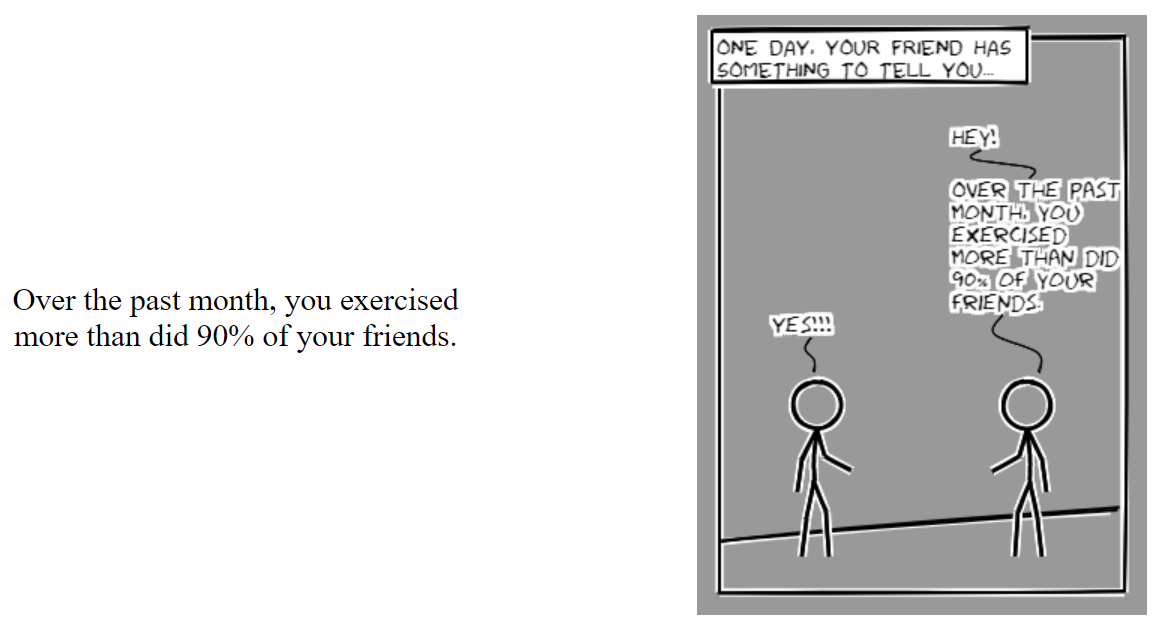 Over the past month, you exercised
more than did 90% of your friends.
ONE DAY, YOUR FRIEND HAS
SOMETHING TO TELL YOU...
HEY!
OVER THE PAST
MONTH, YOU
EXERCISED
MORE THAN DID
90% OF YOUR
FRIENDS.
YES!!!